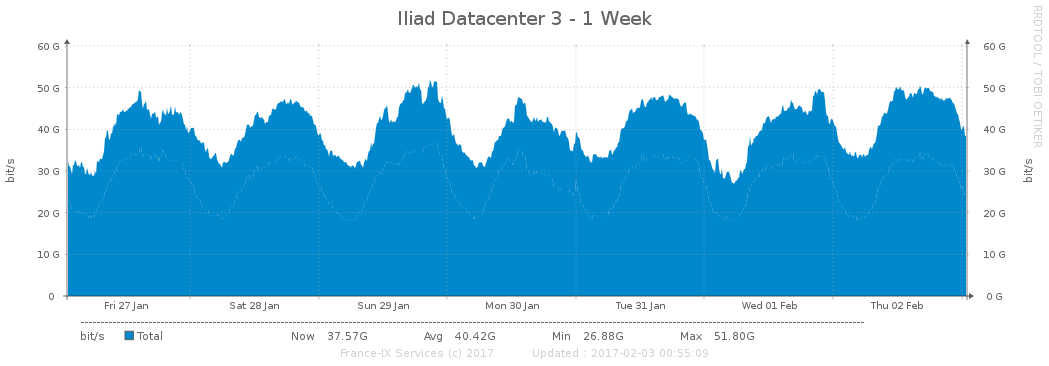 Iliad Datacenter 3 - 1 Week
RRDTOOL / TOBI OETIKER
60 G 60 G
50 G 50 G
40 G 40 G
30 G 30 G
20 G 20 G
10 G 10 G
0 0 G
bit/s bit/s
Fri 27 Jan Sat 28 Jan Sun 29 Jan Mon 30 Jan Tue 31 Jan Wed 01 Feb Thu 02 Feb
bit/s Total Now 37.57G Avg 40.42G Min 26.88G Max 51.80G
France-IX Services (c) 2017 Updated : 2017-02-03 00:55:09